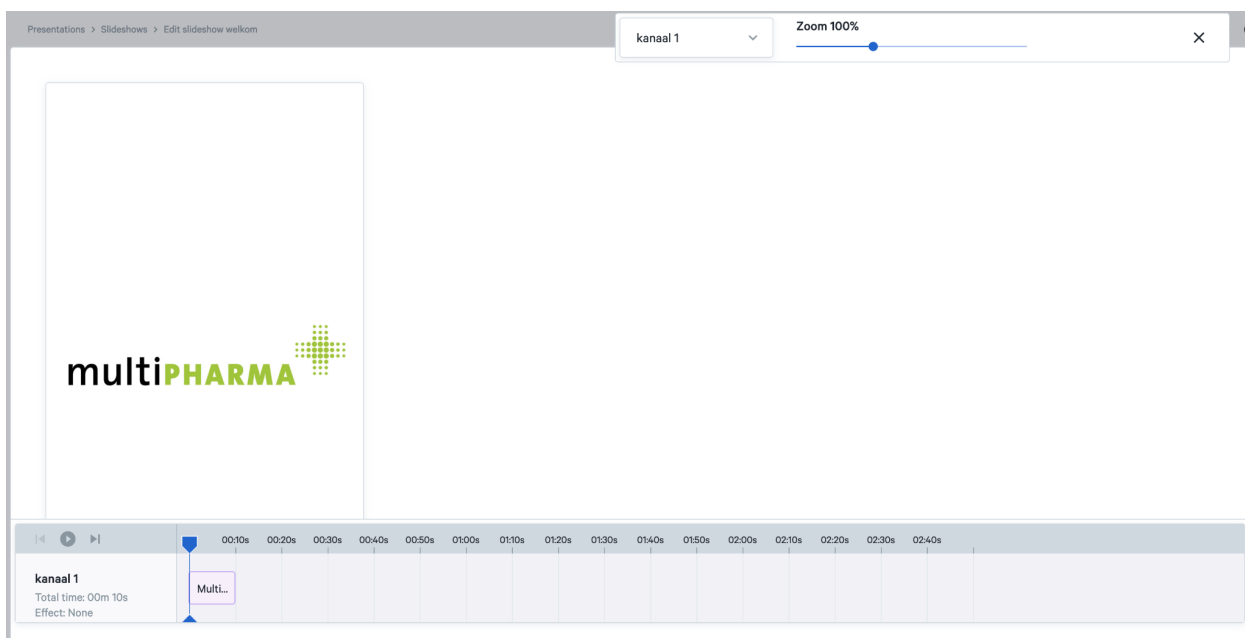 Presentations > Slideshows > Edit slideshow welkom
kanaal 1
Zoom 100%
multiPHARMA
00:10s 00:20s 00:30s 00:40s 00:50s 01:00s 01:10s 01:20s 01:30s 01:40s 01:50s 02:00s 02:10s 02:20s 02:30s 02:40s
kanaal 1
Total time: 00m 10s
Effect: None
Multi...